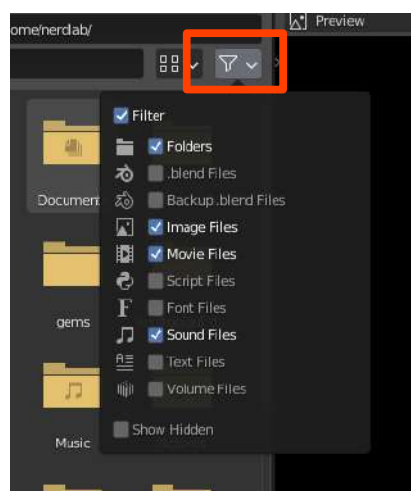 ome/nerdlab/
Preview
Filter
Folders
.blend Files
Document
Backup .blend Files
Image Files
Movie Files
Script Files
gems
Font Files
Sound Files
Text Files
Volume Files
Show Hidden
Music